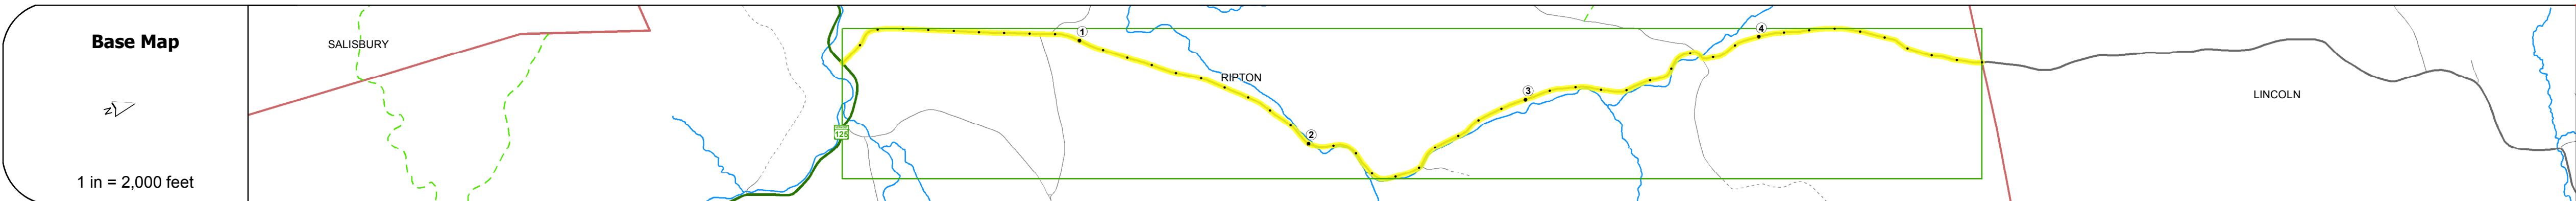 Base Map
N
1 in = 2,000 feet
SALISBURY
125
1
RIPTON
2
3
4
LINCOLN